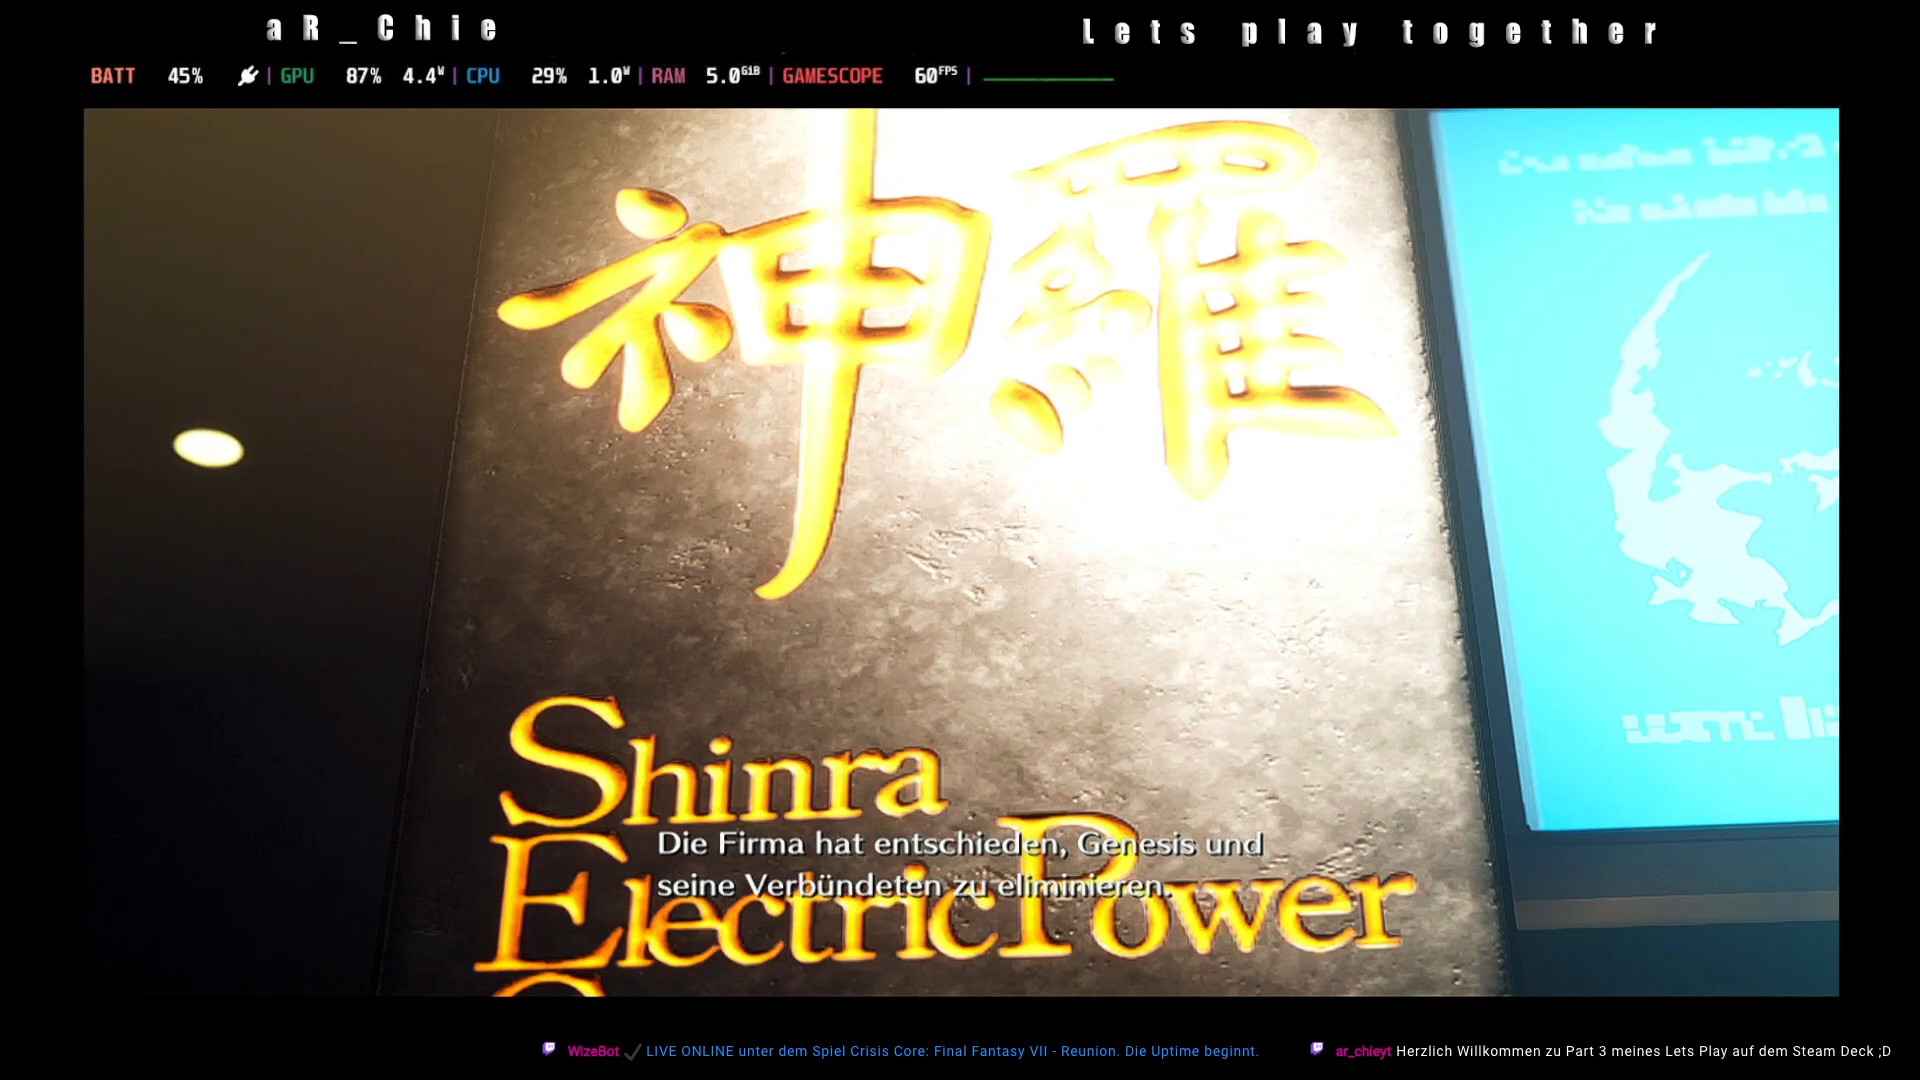 aR_Chie
Lets play together
BATT 45% | GPU 87% 4.4W | CPU 29% 1.0W | RAM 5.0GiB | GAMESCOPE 60FPS |
神羅
Shinra
Electric Power
Die Firma hat entschieden, Genesis und
seine Verbündeten zu eliminieren.
WizeBot LIVE ONLINE unter dem Spiel Crisis Core: Final Fantasy VII - Reunion. Die Uptime beginnt.
ar_chieyt Herzlich Willkommen zu Part 3 meines Lets Play auf dem Steam Deck ;D